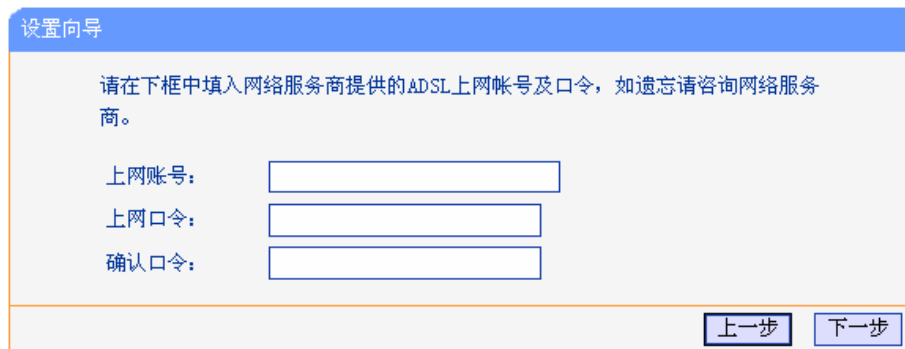 设置向导
请在下框中填入网络服务商提供的ADSL上网帐号及口令，如遗忘请咨询网络服务
商。
上网账号：
上网口令：
确认口令：
上一步 下一步